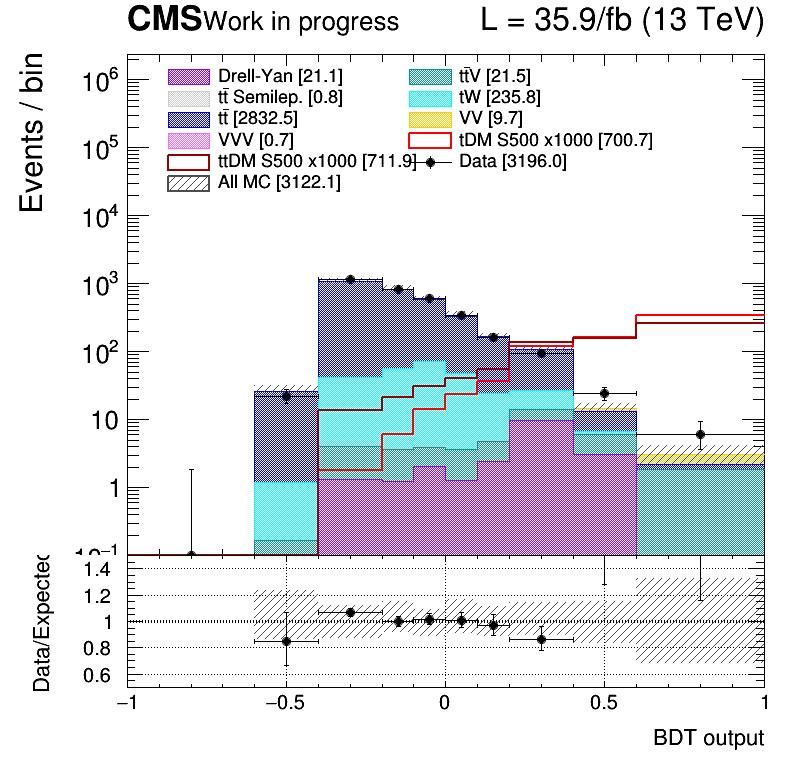 CMS Work in progress L = 35.9/fb (13 TeV)
Events / bin
Drell-Yan [21.1] tt̄V [21.5]
tt̄ Semilep. [0.8] tW [235.8]
tt̄ [2832.5] VV [9.7]
VVV [0.7] tDM S500 x1000 [700.7]
ttDM S500 x1000 [711.9] Data [3196.0]
All MC [3122.1]
10⁶
10⁵
10⁴
10³
10²
10
1
10⁻¹
Data/Expected
1.4
1.2
1
0.8
0.6
−1 −0.5 0 0.5 1
BDT output